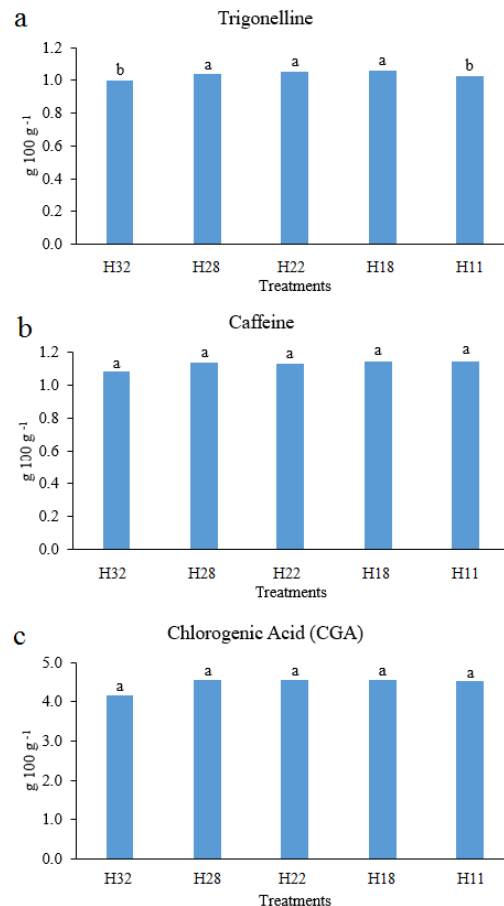 a
Trigonelline
1.2
1.0
0.8
0.6
0.4
0.2
0.0
g 100 g -1
b a a a b
H32 H28 H22 H18 H11
Treatments
b
Caffeine
1.2
1.0
0.8
0.6
0.4
0.2
0.0
g 100 g -1
a a a a a
H32 H28 H22 H18 H11
Treatments
c
Chlorogenic Acid (CGA)
5.0
4.0
3.0
2.0
1.0
0.0
g 100 g -1
a a a a a
H32 H28 H22 H18 H11
Treatments